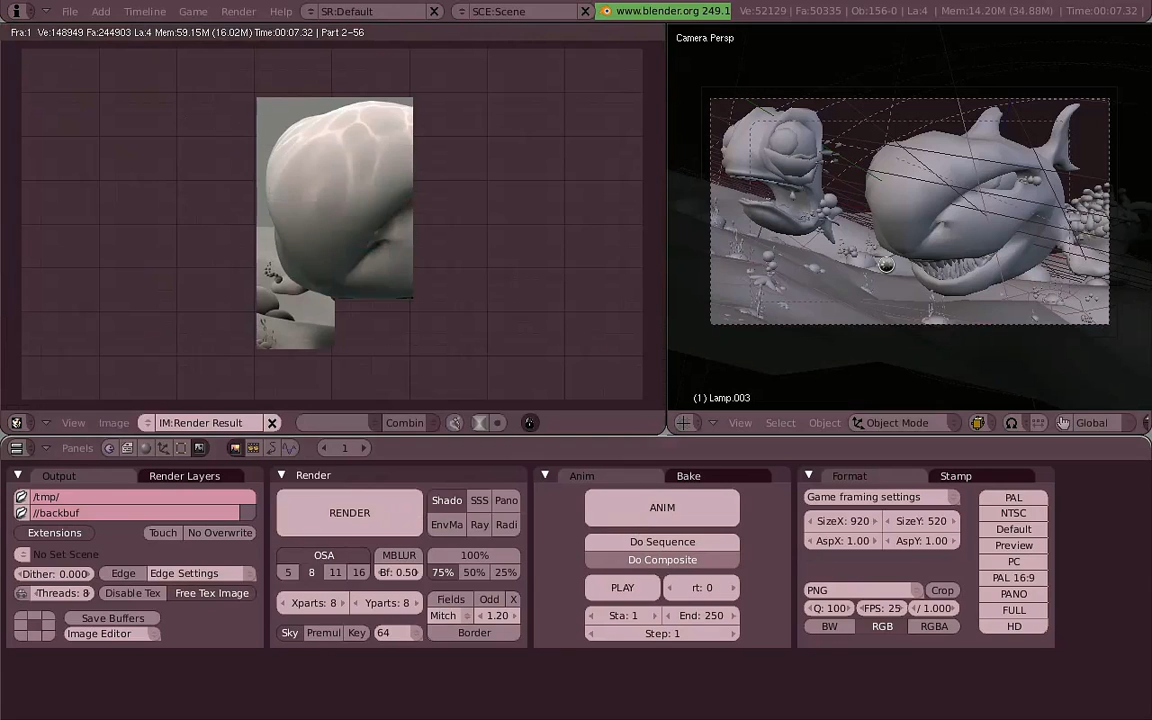 File Add Timeline Game Render Help SR:Default SCE:Scene www.blender.org 249.1 Ve:52129 | Fa:50335 | Ob:156-0 | La:4 | Mem:14.20M (34.88M) | Time:00:07.32 |
Fra:1 Ve:148949 Fa:244903 La:4 Mem:59.15M (16.02M) Time:00:07.32 | Part 2-56
Camera Persp
(1) Lamp.003
View Image IM:Render Result Combin
View Select Object Object Mode Global
Panels 1
Output Render Layers
/tmp/
//backbuf
Extensions Touch No Overwrite
No Set Scene
Dither: 0.000 Edge Edge Settings
Threads: 8 Disable Tex Free Tex Image
Save Buffers
Image Editor
Render
RENDER
Shado SSS Pano
EnvMa Ray Radi
OSA MBLUR 100%
5 8 11 16 Bf: 0.50 75% 50% 25%
Xparts: 8 Yparts: 8 Fields Odd X
Mitch 1.20
Sky Premul Key 64 Border
Anim Bake
ANIM
Do Sequence
Do Composite
PLAY rt: 0
Sta: 1 End: 250
Step: 1
Format Stamp
Game framing settings
SizeX: 920 SizeY: 520
AspX: 1.00 AspY: 1.00
PNG Crop
Q: 100 FPS: 25 / 1.000
BW RGB RGBA
PAL
NTSC
Default
Preview
PC
PAL 16:9
PANO
FULL
HD